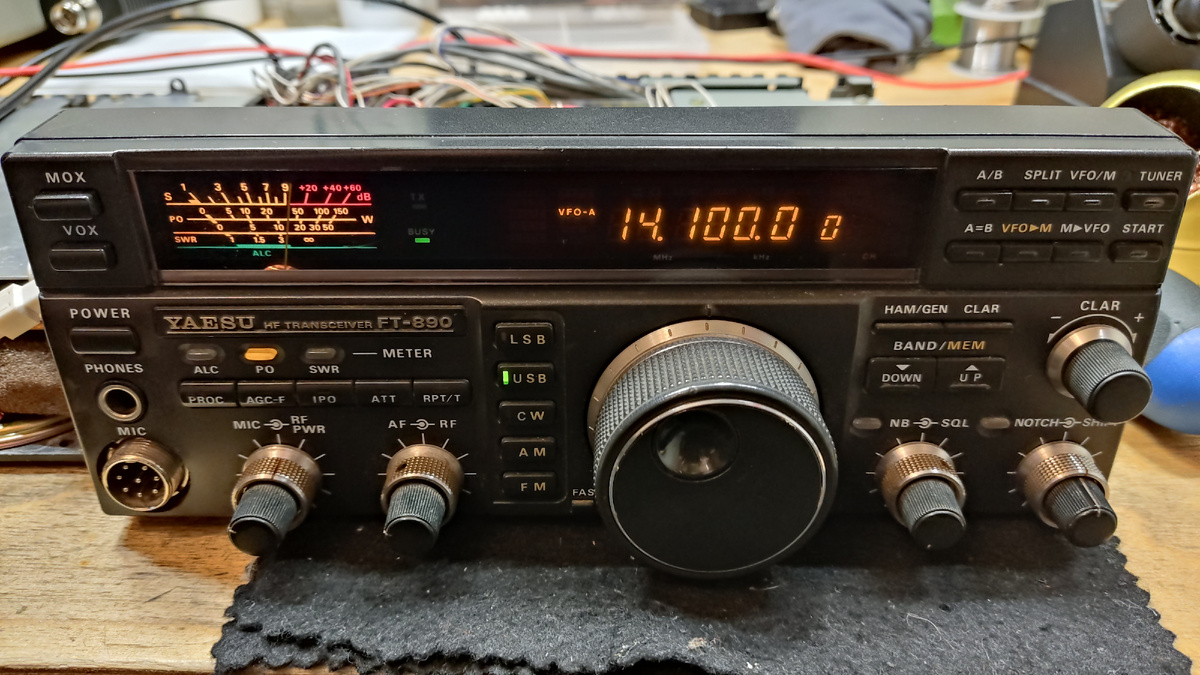 MOX
VOX
S 1 3 5 7 9 +20 +40 +60 dB
PO 0 5 10 20 50 100 150 W
0 5 10 20 30 50
SWR 1 1.5 3 ∞
ALC
TX
BUSY
VFO-A 14.100.0 0
MHz kHz CH
A/B SPLIT VFO/M TUNER
A=B VFO▶M M▶VFO START
POWER
PHONES
MIC
YAESU HF TRANSCEIVER FT-890
ALC PO SWR — METER
PROC AGC-F IPO ATT RPT/T
MIC RF PWR
AF RF
LSB
USB
CW
AM
FM
HAM/GEN CLAR
BAND/MEM
DOWN UP
− CLAR +
NB SQL
NOTCH